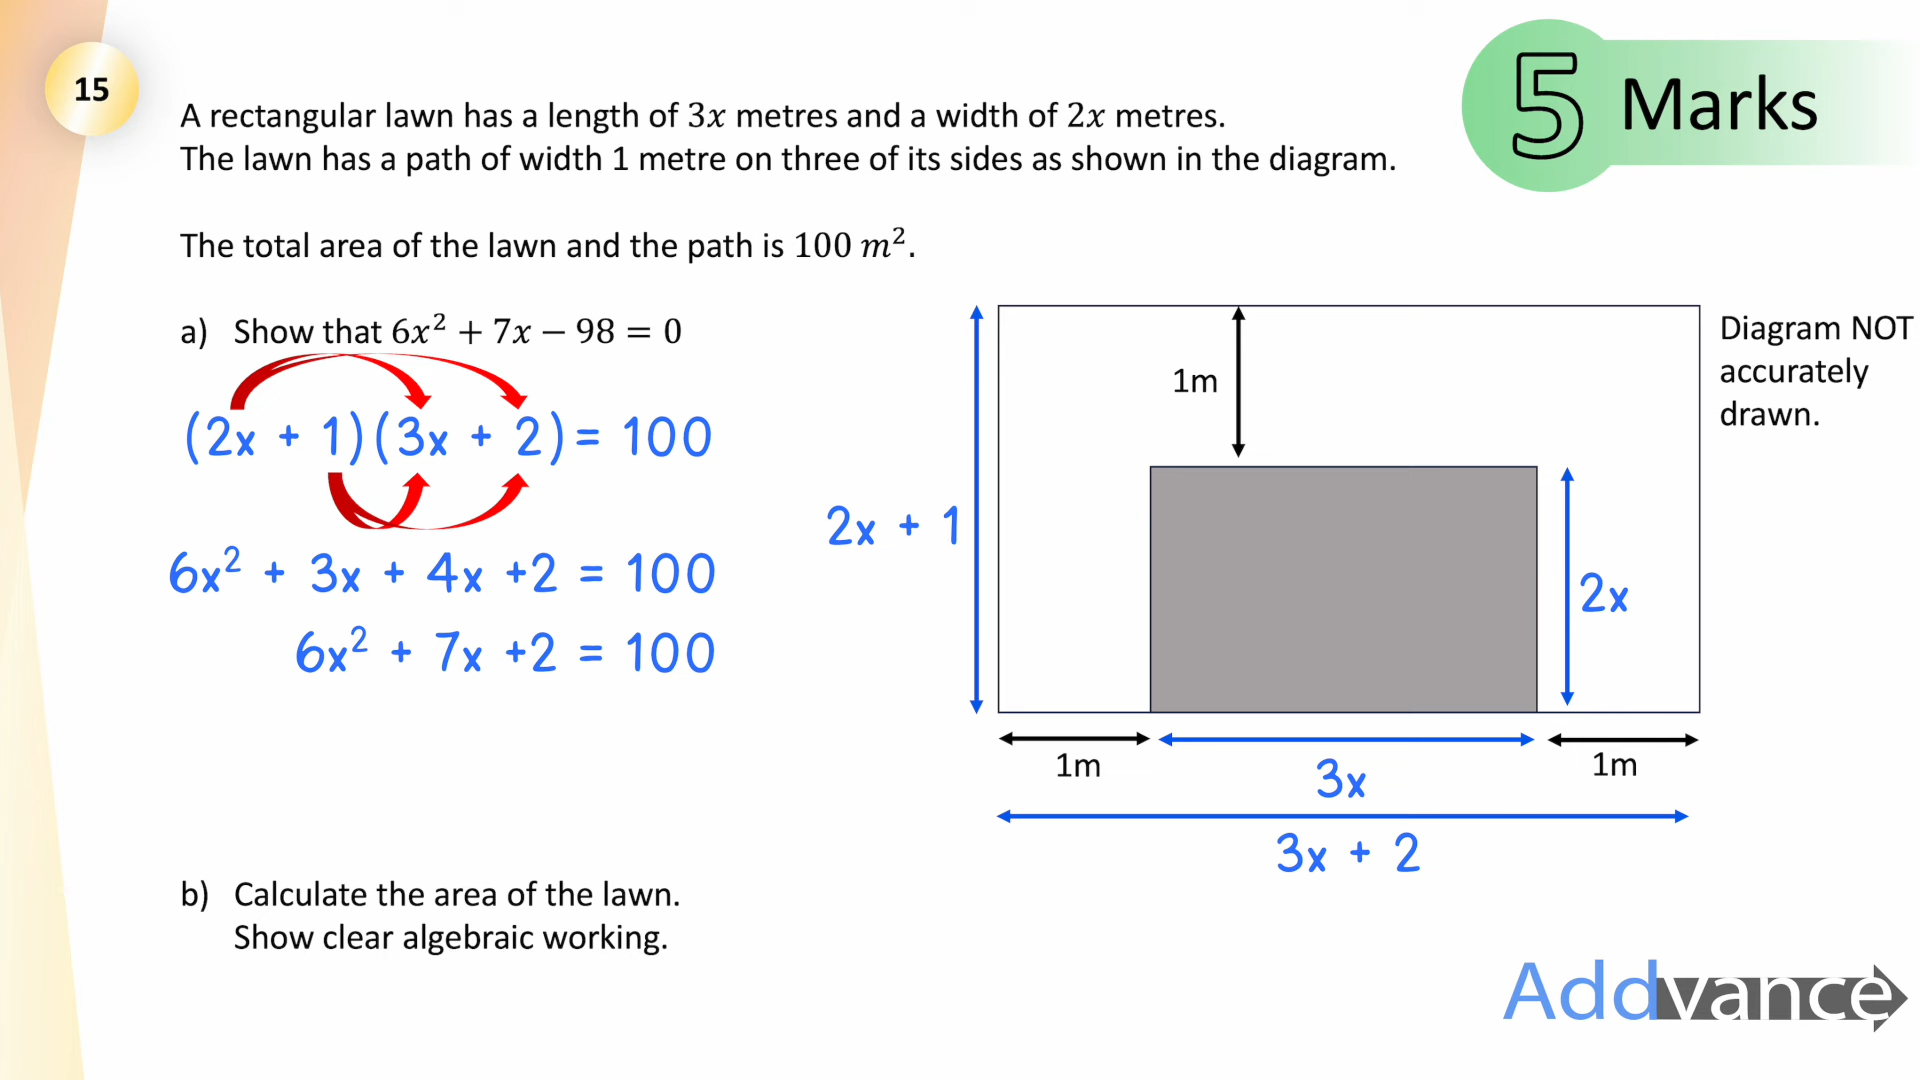 15
5 Marks
A rectangular lawn has a length of 3x metres and a width of 2x metres.
The lawn has a path of width 1 metre on three of its sides as shown in the diagram.
The total area of the lawn and the path is 100 m².
a) Show that 6x² + 7x − 98 = 0
(2x + 1)(3x + 2) = 100
6x² + 3x + 4x +2 = 100
6x² + 7x +2 = 100
b) Calculate the area of the lawn.
Show clear algebraic working.
Diagram NOT
accurately
drawn.
1m
2x + 1
2x
1m
3x
1m
3x + 2
Addvance